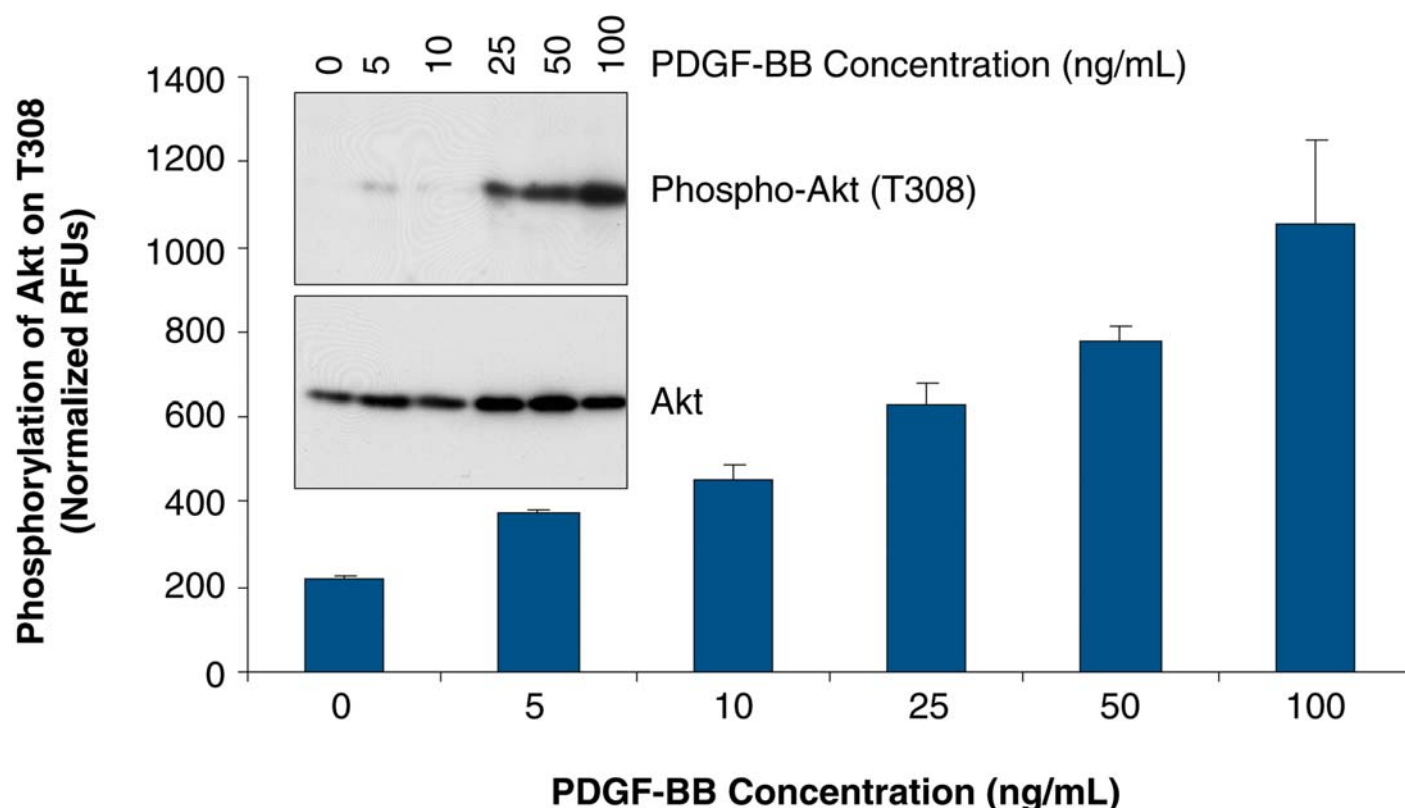 0 5 10 25 50 100 PDGF-BB Concentration (ng/mL)
Phospho-Akt (T308)
Akt
Phosphorylation of Akt on T308
(Normalized RFUs)
1400
1200
1000
800
600
400
200
0
0 5 10 25 50 100
PDGF-BB Concentration (ng/mL)